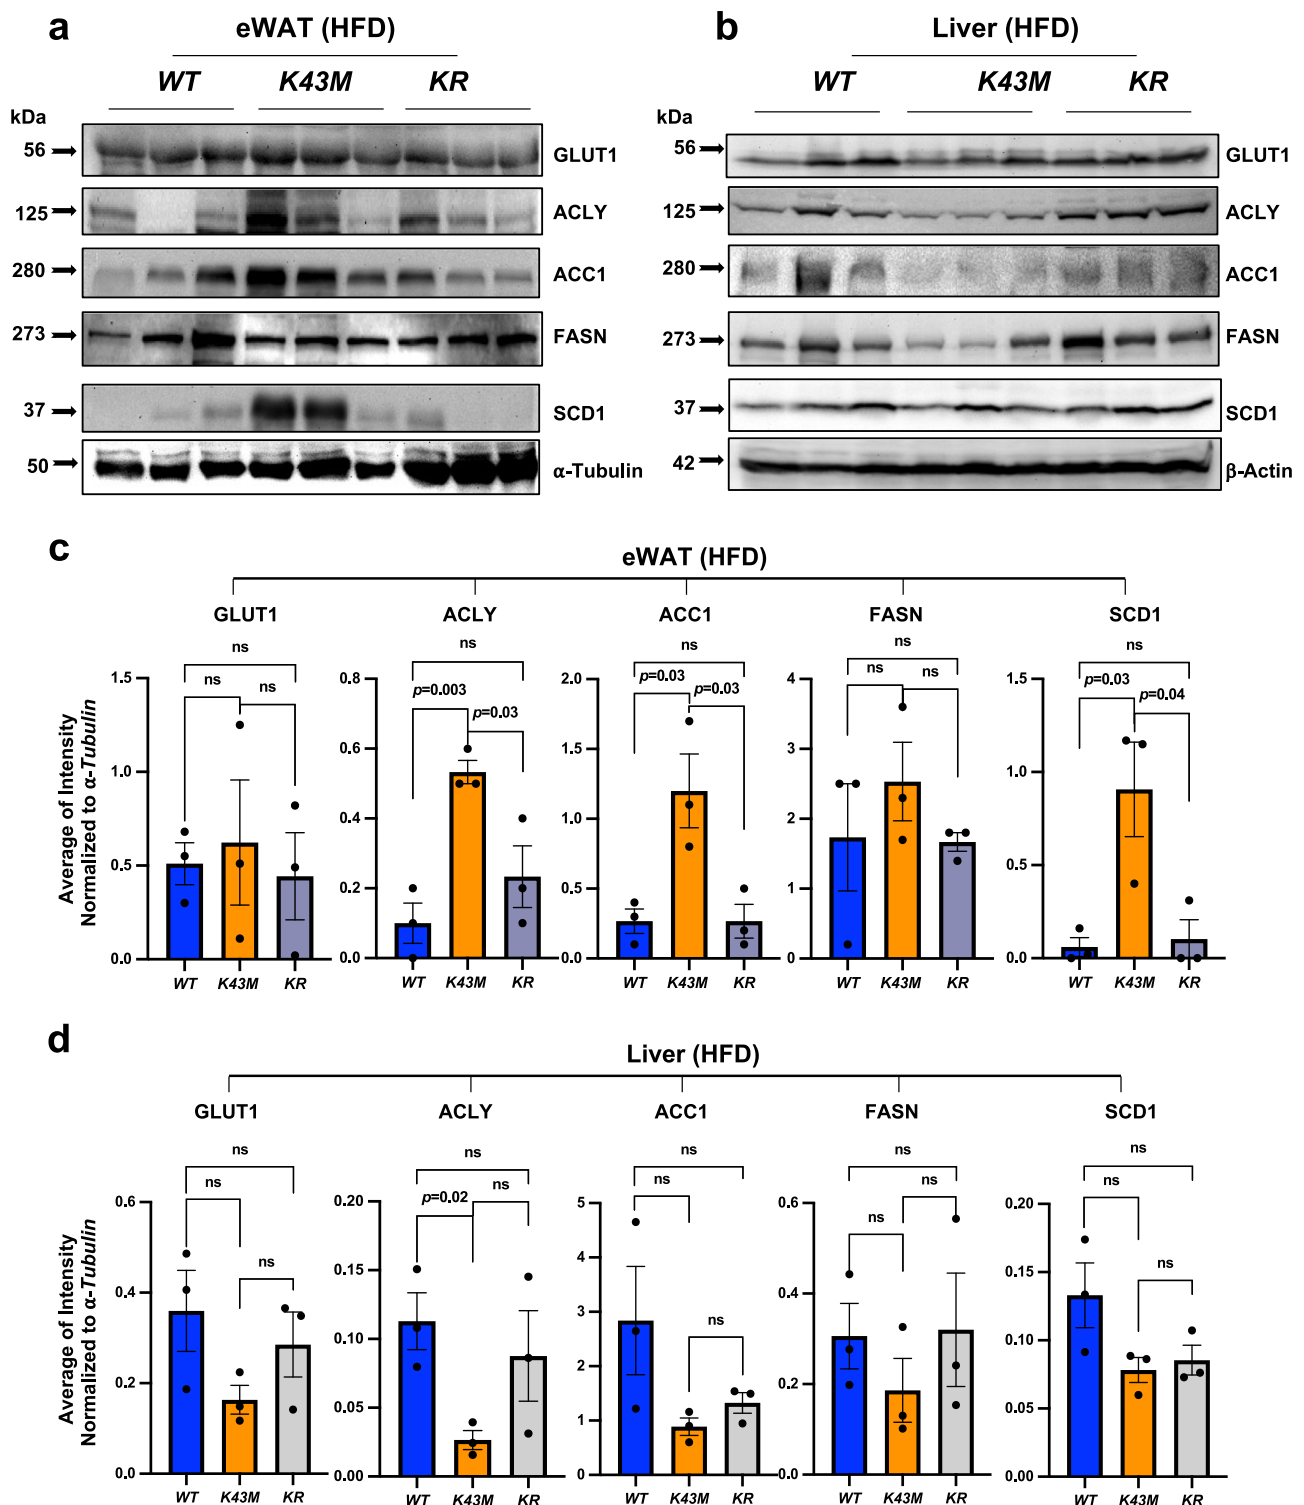 a
eWAT (HFD)
WT K43M KR
kDa
56 GLUT1
125 ACLY
280 ACC1
273 FASN
37 SCD1
50 α-Tubulin
b
Liver (HFD)
WT K43M KR
kDa
56 GLUT1
125 ACLY
280 ACC1
273 FASN
37 SCD1
42 β-Actin
c
eWAT (HFD)
GLUT1 ACLY ACC1 FASN SCD1
Average of Intensity
Normalized to α-Tubulin
ns
ns ns
1.5
1.0
0.5
0.0
WT K43M KR
ns
p=0.003
p=0.03
0.8
0.6
0.4
0.2
0.0
WT K43M KR
ns
p=0.03
p=0.03
2.0
1.5
1.0
0.5
0.0
WT K43M KR
ns
ns ns
4
3
2
1
0
WT K43M KR
ns
p=0.03
p=0.04
1.5
1.0
0.5
0.0
WT K43M KR
d
Liver (HFD)
GLUT1 ACLY ACC1 FASN SCD1
Average of Intensity
Normalized to α-Tubulin
ns
ns
ns
0.6
0.4
0.2
0.0
WT K43M KR
ns
p=0.02
ns
0.20
0.15
0.10
0.05
0.00
WT K43M KR
ns
ns
ns
5
4
3
2
1
0
WT K43M KR
ns
ns
ns
0.6
0.4
0.2
0.0
WT K43M KR
ns
ns
ns
0.20
0.15
0.10
0.05
0.00
WT K43M KR